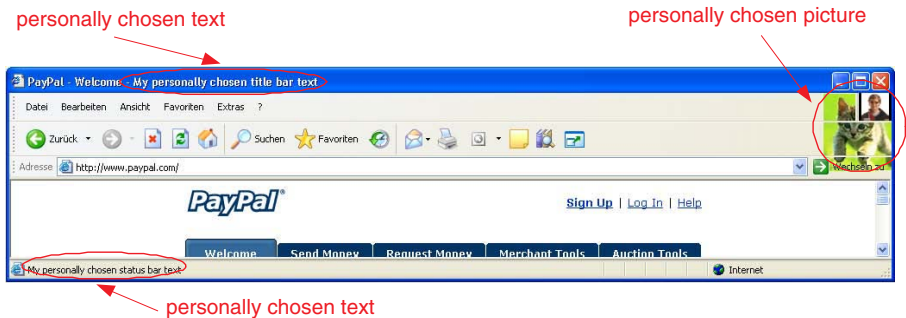 personally chosen text
personally chosen picture
PayPal - Welcome - My personally chosen title bar text
Datei Bearbeiten Ansicht Favoriten Extras ?
Zurück Suchen Favoriten
Adresse http://www.paypal.com/ Wechseln zu
PayPal Sign Up | Log In | Help
Welcome Send Money Request Money Merchant Tools Auction Tools
My personally chosen status bar text Internet
personally chosen text